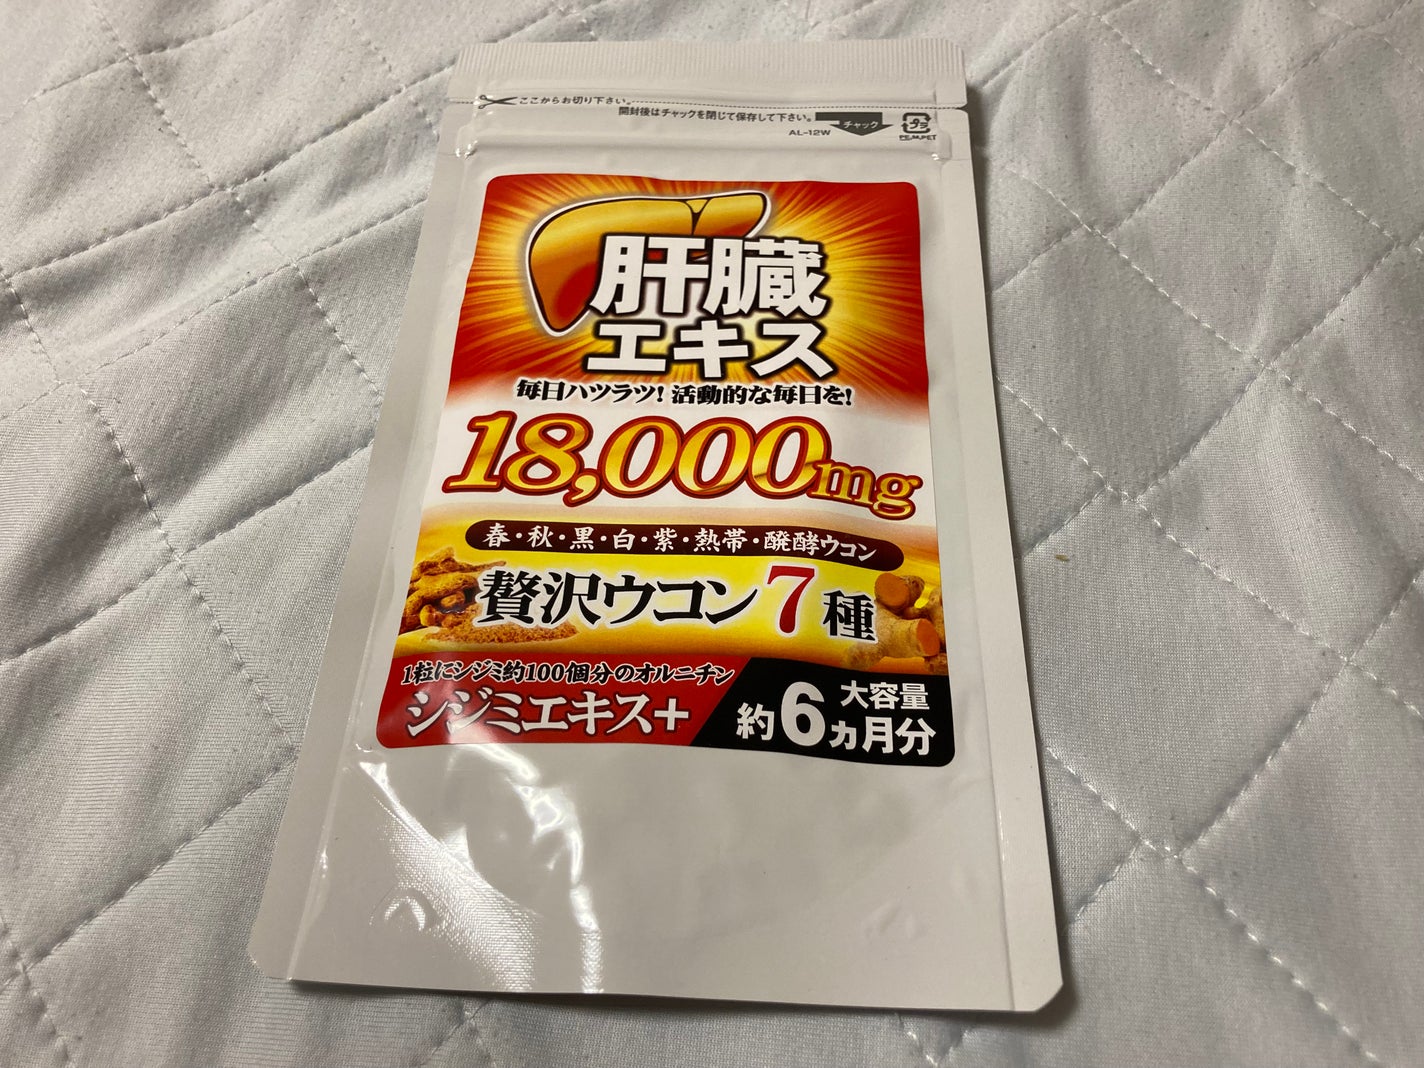 ここからお切り下さい。
開封後はチャックを閉じて保存して下さい。
チャック
プラ
AL-12W
PE,M,PET
肝臓
エキス
毎日ハツラツ! 活動的な毎日を!
18,000mg
春・秋・黒・白・紫・熱帯・醗酵ウコン
贅沢ウコン7種
1粒にシジミ約100個分のオルニチン
シジミエキス+
大容量
約6ヵ月分